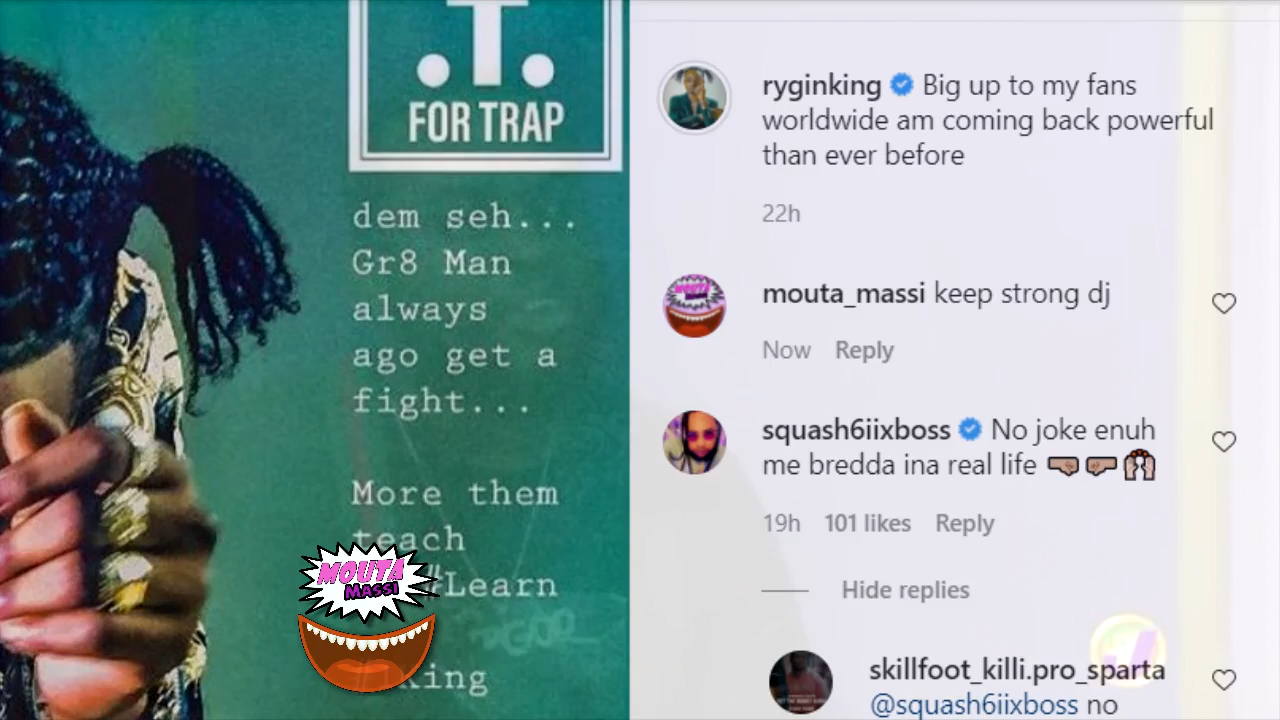 .T.
FOR TRAP
dem seh...
Gr8 Man
always
ago get a
fight...
More them
teach
#Learn
king
MOUTA
MASSI
ryginking Big up to my fans
worldwide am coming back powerful
than ever before
22h
mouta_massi keep strong dj
Now Reply
squash6iixboss No joke enuh
me bredda ina real life 🤜🏽🤛🏽🙌🏽
19h 101 likes Reply
Hide replies
skillfoot_killi.pro_sparta
@squash6iixboss no